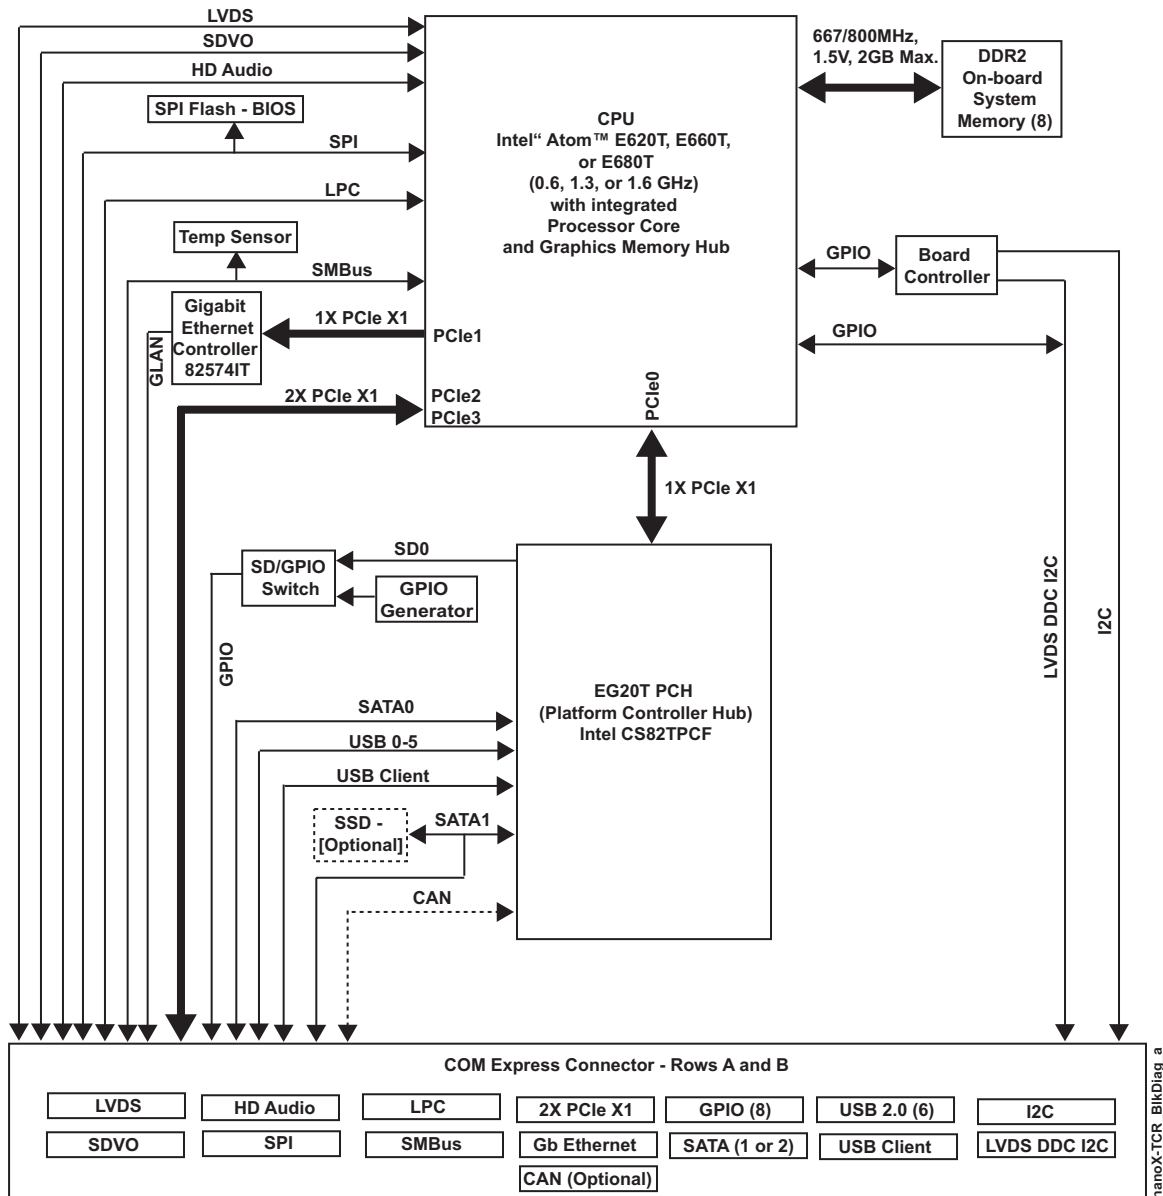 LVDS
SDVO
HD Audio
SPI Flash - BIOS
SPI
LPC
Temp Sensor
SMBus
Gigabit
Ethernet
Controller
82574IT
GLAN
1X PCIe X1
2X PCIe X1
CPU
Intel“ Atom™ E620T, E660T,
or E680T
(0.6, 1.3, or 1.6 GHz)
with integrated
Processor Core
and Graphics Memory Hub
PCIe1
PCIe2
PCIe3
PCIe0
667/800MHz,
1.5V, 2GB Max.
DDR2
On-board
System
Memory (8)
GPIO
Board
Controller
GPIO
1X PCIe X1
SD/GPIO
Switch
SD0
GPIO
Generator
GPIO
LVDS DDC I2C
I2C
EG20T PCH
(Platform Controller Hub)
Intel CS82TPCF
SATA0
USB 0-5
USB Client
SSD -
[Optional]
SATA1
CAN
COM Express Connector - Rows A and B
LVDS
HD Audio
LPC
2X PCIe X1
GPIO (8)
USB 2.0 (6)
I2C
SDVO
SPI
SMBus
Gb Ethernet
SATA (1 or 2)
USB Client
LVDS DDC I2C
CAN (Optional)
nanoX-TCR_BlkDiag_a